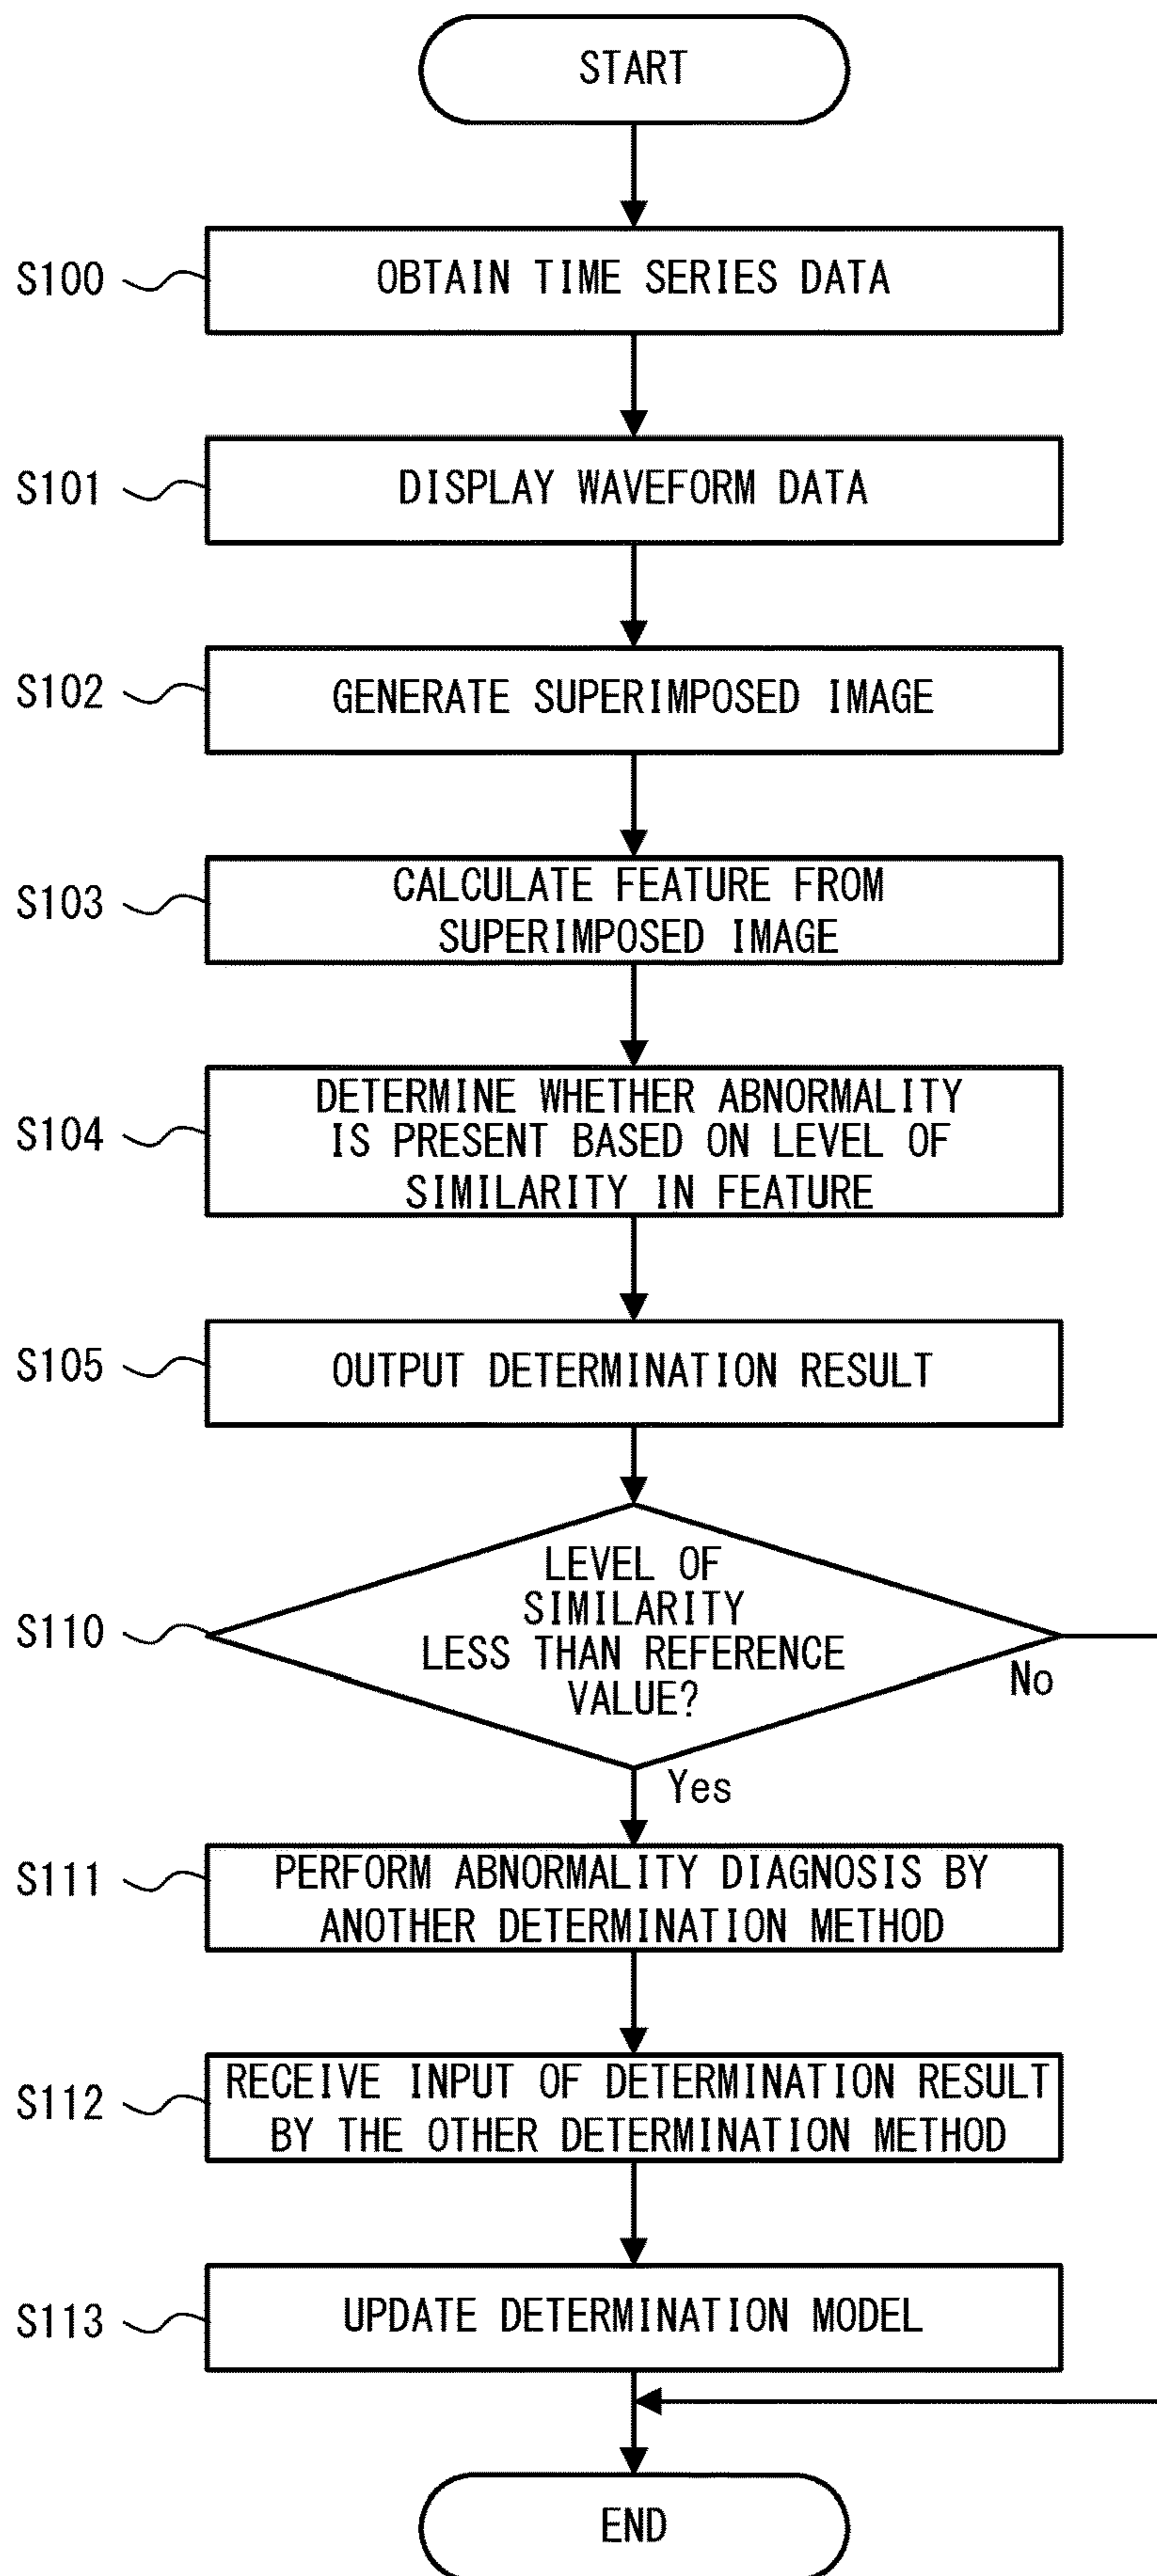 START
S100
OBTAIN TIME SERIES DATA
S101
DISPLAY WAVEFORM DATA
S102
GENERATE SUPERIMPOSED IMAGE
S103
CALCULATE FEATURE FROM
SUPERIMPOSED IMAGE
S104
DETERMINE WHETHER ABNORMALITY
IS PRESENT BASED ON LEVEL OF
SIMILARITY IN FEATURE
S105
OUTPUT DETERMINATION RESULT
S110
LEVEL OF
SIMILARITY
LESS THAN REFERENCE
VALUE?
No
Yes
S111
PERFORM ABNORMALITY DIAGNOSIS BY
ANOTHER DETERMINATION METHOD
S112
RECEIVE INPUT OF DETERMINATION RESULT
BY THE OTHER DETERMINATION METHOD
S113
UPDATE DETERMINATION MODEL
END